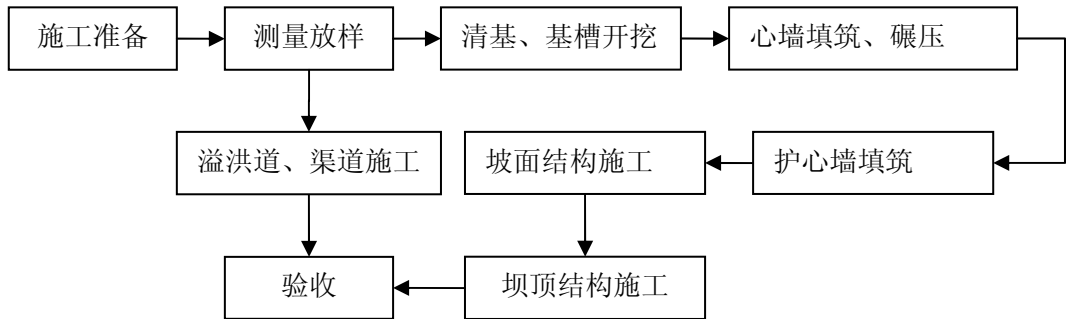 施工准备
测量放样
清基、基槽开挖
心墙填筑、碾压
溢洪道、渠道施工
坡面结构施工
护心墙填筑
验收
坝顶结构施工